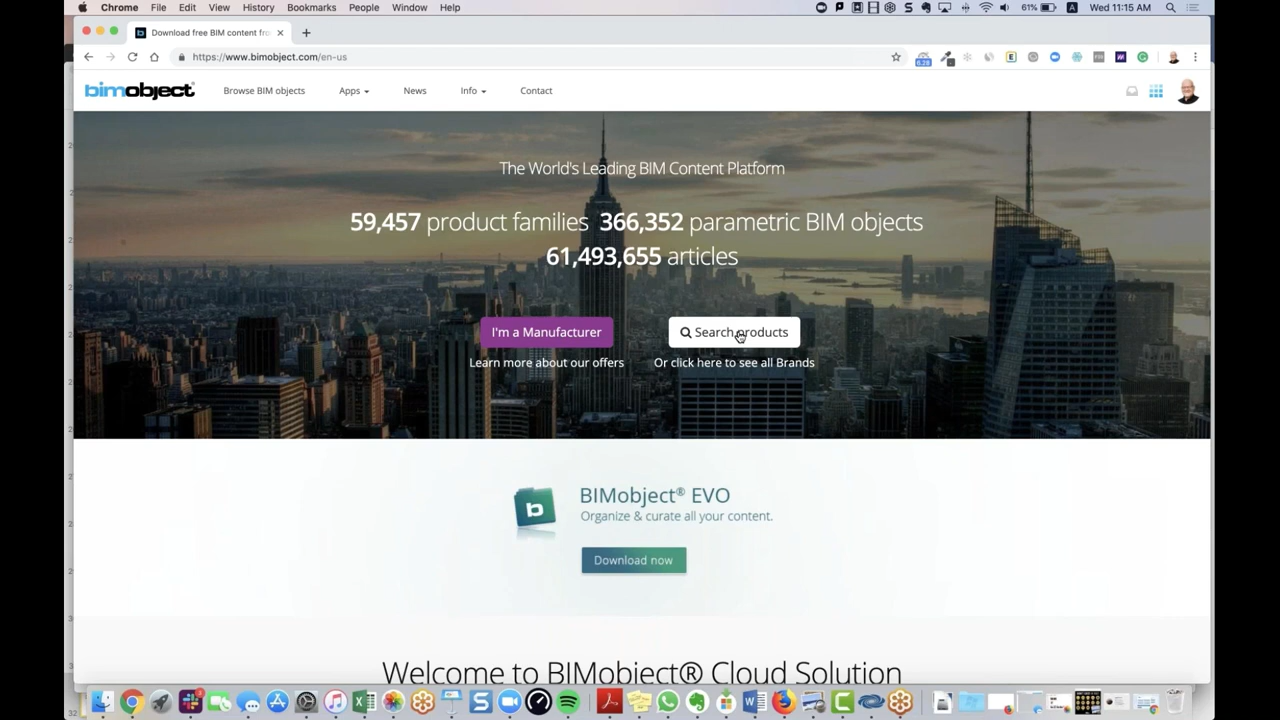 Chrome File Edit View History Bookmarks People Window Help 61% Wed 11:15 AM
Download free BIM content fro
https://www.bimobject.com/en-us
6.28
bimobject Browse BIM objects Apps News Info Contact
The World's Leading BIM Content Platform
59,457 product families 366,352 parametric BIM objects
61,493,655 articles
I'm a Manufacturer Search products
Learn more about our offers Or click here to see all Brands
b BIMobject® EVO
Organize & curate all your content.
Download now
Welcome to BIMobject® Cloud Solution